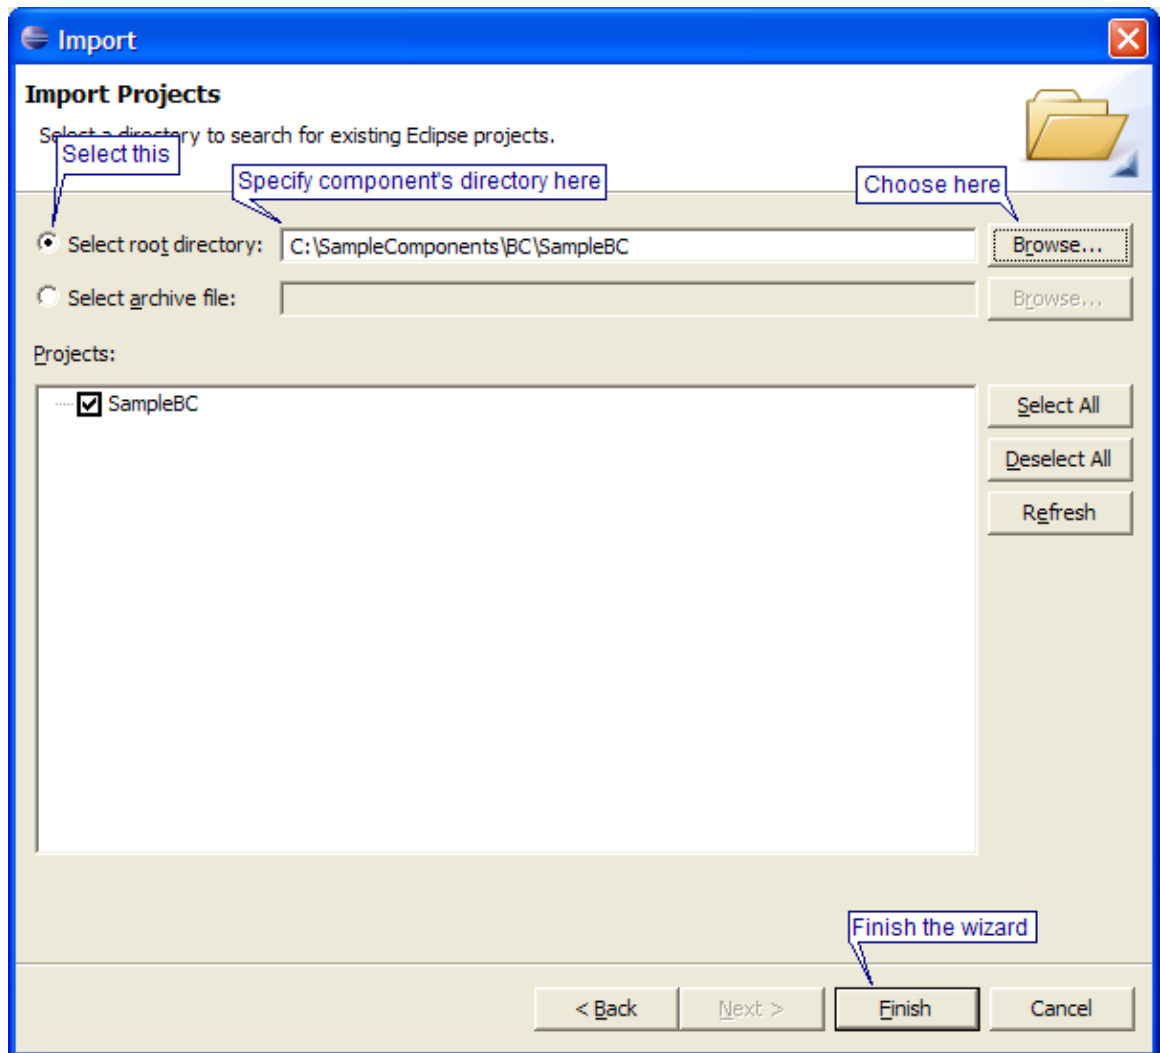 Import
Import Projects
Select a directory to search for existing Eclipse projects.
Select this
Specify component's directory here
Choose here
Select root directory:
C:\SampleComponents\BC\SampleBC
Browse...
Select archive file:
Browse...
Projects:
SampleBC
Select All
Deselect All
Refresh
Finish the wizard
< Back
Next >
Finish
Cancel